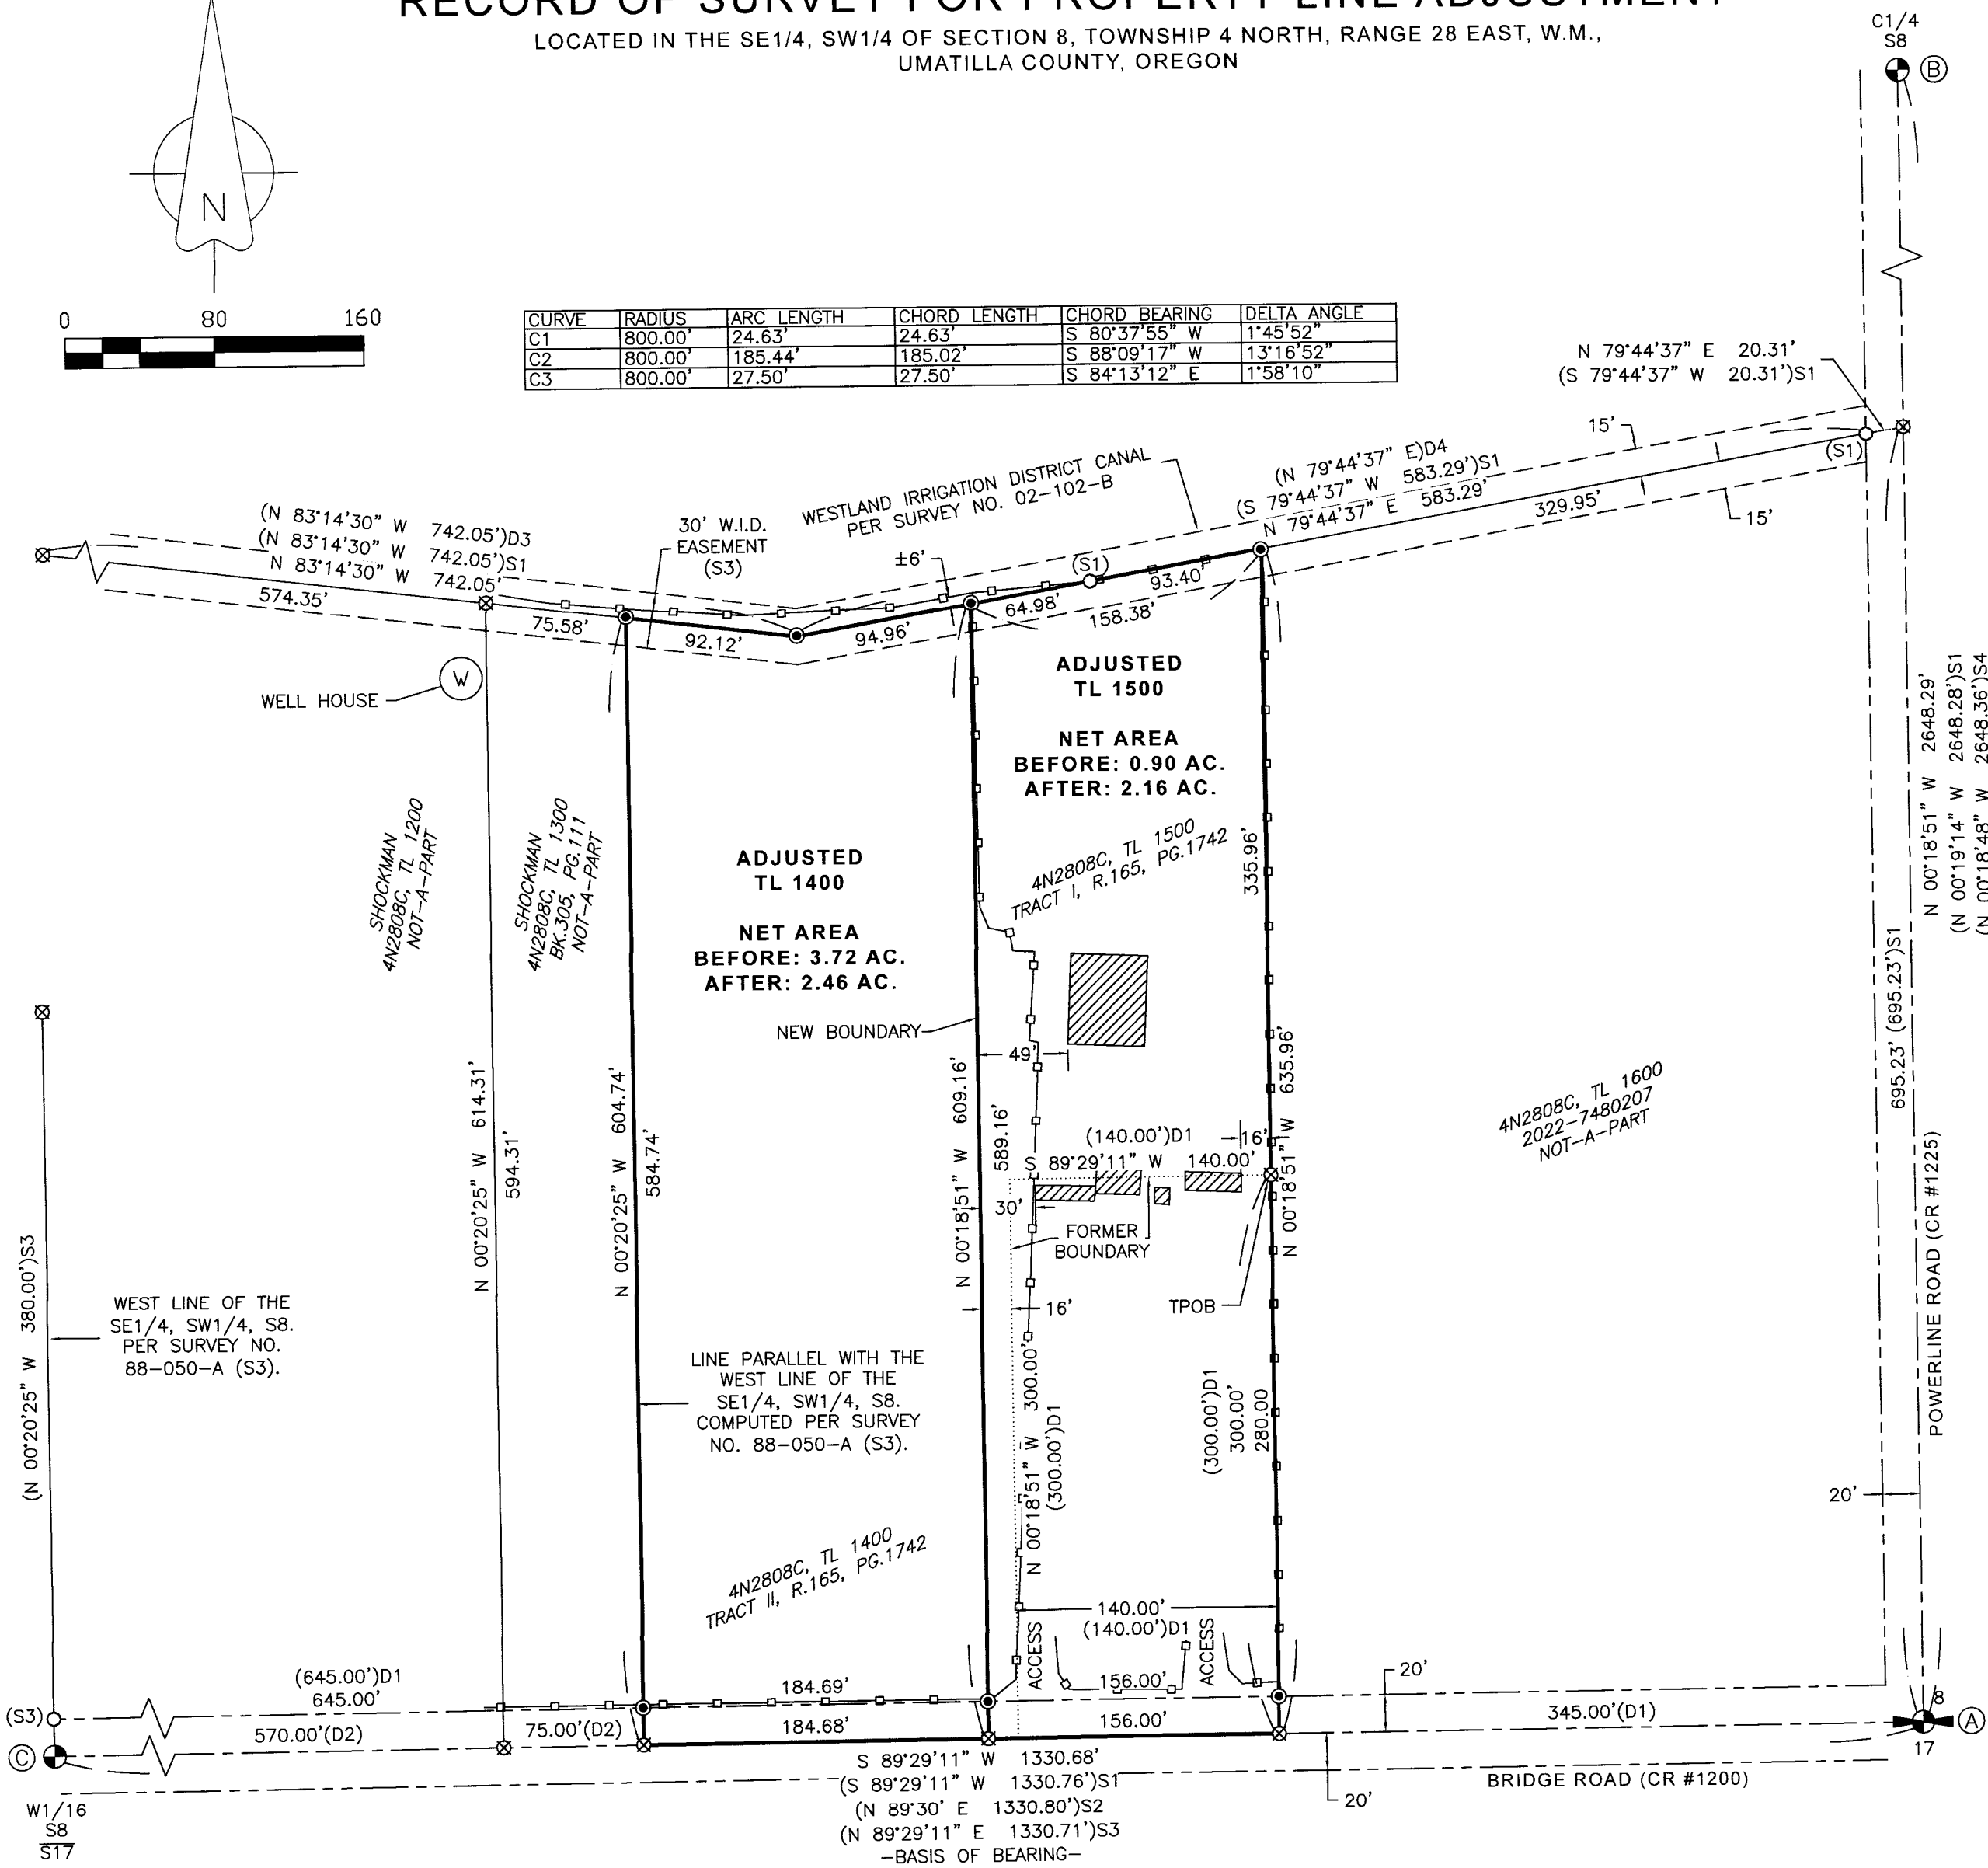 RECORD OF SURVEY FOR PROPERTY LINE ADJUSTMENT
LOCATED IN THE SE1/4, SW1/4 OF SECTION 8, TOWNSHIP 4 NORTH, RANGE 28 EAST, W.M.,
UMATILLA COUNTY, OREGON
C1/4
S8
B
N
0 80 160
CURVE RADIUS ARC LENGTH CHORD LENGTH CHORD BEARING DELTA ANGLE
C1 800.00' 24.63' 24.63' S 80°37'55" W 1°45'52"
C2 800.00' 185.44' 185.02' S 88°09'17" W 13°16'52"
C3 800.00' 27.50' 27.50' S 84°13'12" E 1°58'10"
N 79°44'37" E 20.31'
(S 79°44'37" W 20.31')S1
15'
(S1)
(N 79°44'37" E)D4
(S 79°44'37" W 583.29')S1
N 79°44'37" E 583.29'
329.95'
15'
WESTLAND IRRIGATION DISTRICT CANAL
PER SURVEY NO. 02-102-B
30' W.I.D.
EASEMENT
(S3)
±6'
(S1)
(N 83°14'30" W 742.05')D3
(N 83°14'30" W 742.05')S1
N 83°14'30" W 742.05'
574.35'
75.58'
92.12'
94.96'
64.98'
93.40'
158.38'
WELL HOUSE
W
ADJUSTED
TL 1500
NET AREA
BEFORE: 0.90 AC.
AFTER: 2.16 AC.
4N2808C, TL 1500
TRACT I, R.165, PG.1742
335.96'
SHOCKMAN
4N2808C, TL 1200
NOT-A-PART
SHOCKMAN
4N2808C, TL 1300
BK.305, PG.111
NOT-A-PART
ADJUSTED
TL 1400
NET AREA
BEFORE: 3.72 AC.
AFTER: 2.46 AC.
NEW BOUNDARY
49'
N 00°18'51" W 2648.29'
(N 00°19'14" W 2648.28')S1
(N 00°18'48" W 2648.36')S4
695.23' (695.23')S1
N 00°20'25" W 614.31'
594.31'
N 00°20'25" W 604.74'
584.74'
N 00°18'51" W 609.16'
589.16'
N 00°18'51" W 635.96'
(140.00')D1
16'
S 89°29'11" W 140.00'
30'
FORMER
BOUNDARY
16'
TPOB
4N2808C, TL 1600
2022-7480207
NOT-A-PART
POWERLINE ROAD (CR #1225)
20'
(N 00°20'25" W 380.00')S3
WEST LINE OF THE
SE1/4, SW1/4, S8.
PER SURVEY NO.
88-050-A (S3).
LINE PARALLEL WITH THE
WEST LINE OF THE
SE1/4, SW1/4, S8.
COMPUTED PER SURVEY
NO. 88-050-A (S3).
N 00°18'51" W 300.00'
(300.00')D1
(300.00')D1
300.00'
280.00
4N2808C, TL 1400
TRACT II, R.165, PG.1742
140.00'
(140.00')D1
ACCESS
ACCESS
156.00'
20'
(645.00')D1
645.00'
184.69'
(S3)
570.00'(D2)
75.00'(D2)
184.68'
156.00'
345.00'(D1)
8
A
17
C
W1/16
S8
S17
S 89°29'11" W 1330.68'
(S 89°29'11" W 1330.76')S1
(N 89°30' E 1330.80')S2
(N 89°29'11" E 1330.71')S3
-BASIS OF BEARING-
20'
BRIDGE ROAD (CR #1200)